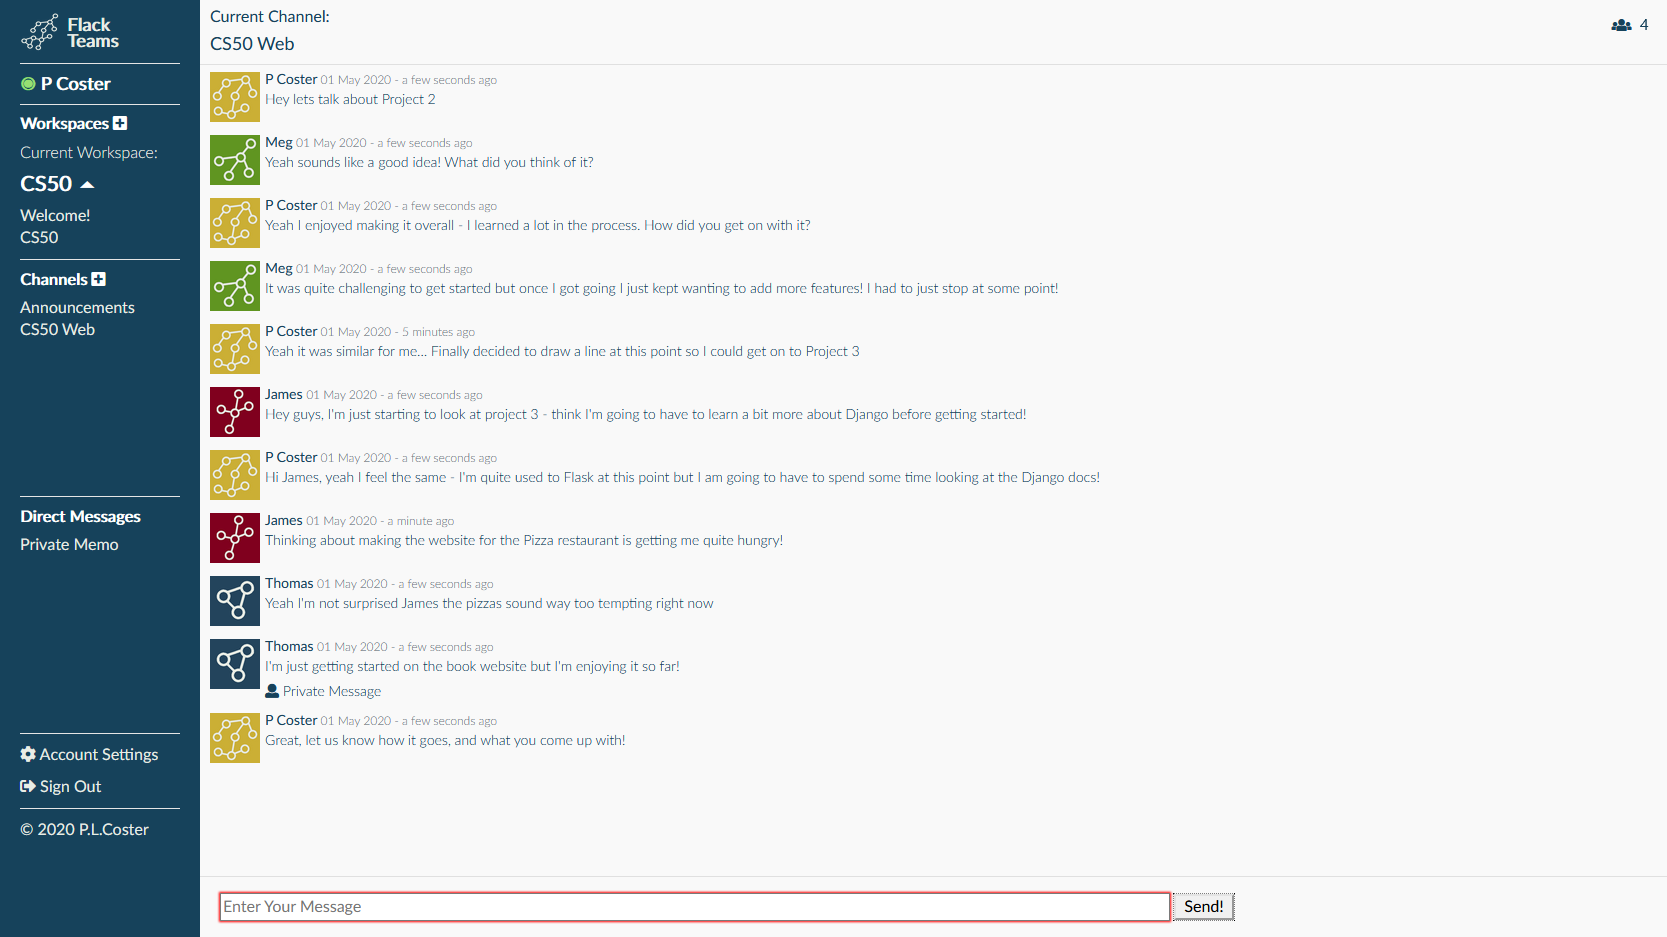 Flack
Teams
P Coster
Workspaces
Current Workspace:
CS50
Welcome!
CS50
Channels
Announcements
CS50 Web
Direct Messages
Private Memo
Account Settings
Sign Out
© 2020 P.L.Coster
Current Channel:
CS50 Web
4
P Coster 01 May 2020 - a few seconds ago
Hey lets talk about Project 2
Meg 01 May 2020 - a few seconds ago
Yeah sounds like a good idea! What did you think of it?
P Coster 01 May 2020 - a few seconds ago
Yeah I enjoyed making it overall - I learned a lot in the process. How did you get on with it?
Meg 01 May 2020 - a few seconds ago
It was quite challenging to get started but once I got going I just kept wanting to add more features! I had to just stop at some point!
P Coster 01 May 2020 - 5 minutes ago
Yeah it was similar for me... Finally decided to draw a line at this point so I could get on to Project 3
James 01 May 2020 - a few seconds ago
Hey guys, I'm just starting to look at project 3 - think I'm going to have to learn a bit more about Django before getting started!
P Coster 01 May 2020 - a few seconds ago
Hi James, yeah I feel the same - I'm quite used to Flask at this point but I am going to have to spend some time looking at the Django docs!
James 01 May 2020 - a minute ago
Thinking about making the website for the Pizza restaurant is getting me quite hungry!
Thomas 01 May 2020 - a few seconds ago
Yeah I'm not surprised James the pizzas sound way too tempting right now
Thomas 01 May 2020 - a few seconds ago
I'm just getting started on the book website but I'm enjoying it so far!
Private Message
P Coster 01 May 2020 - a few seconds ago
Great, let us know how it goes, and what you come up with!
Enter Your Message
Send!